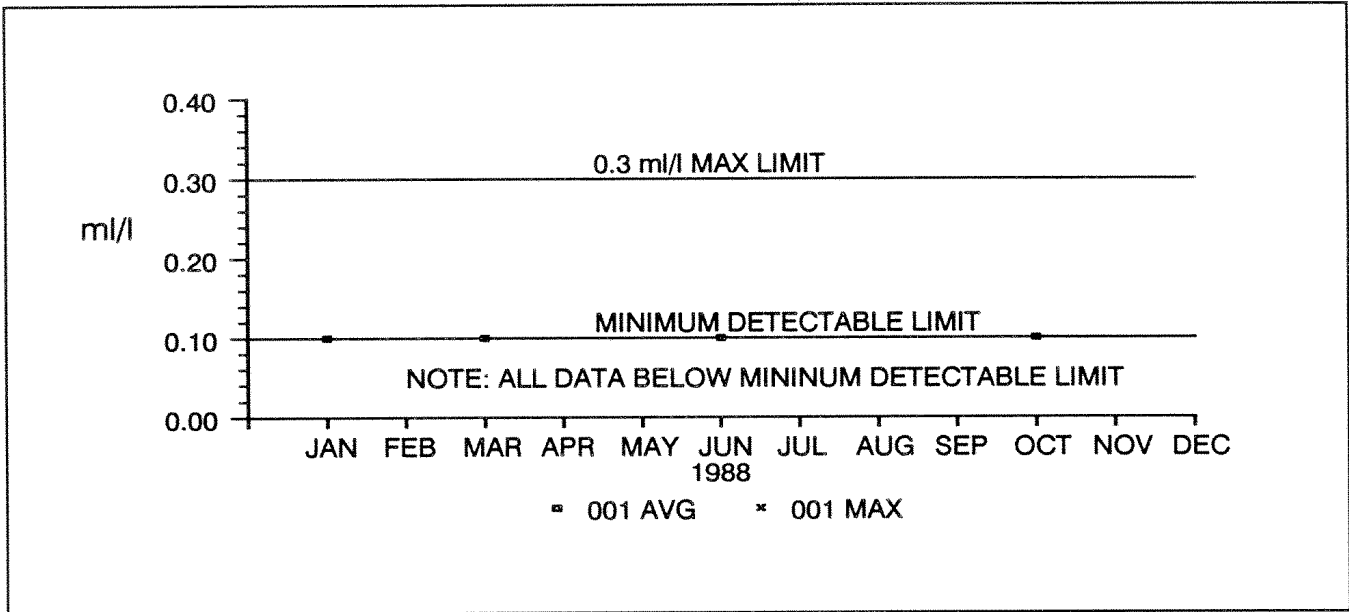 0.40
0.3 ml/l MAX LIMIT
0.30
ml/l
0.20
MINIMUM DETECTABLE LIMIT
0.10
NOTE: ALL DATA BELOW MININUM DETECTABLE LIMIT
0.00
JAN FEB MAR APR MAY JUN JUL AUG SEP OCT NOV DEC
1988
001 AVG 001 MAX